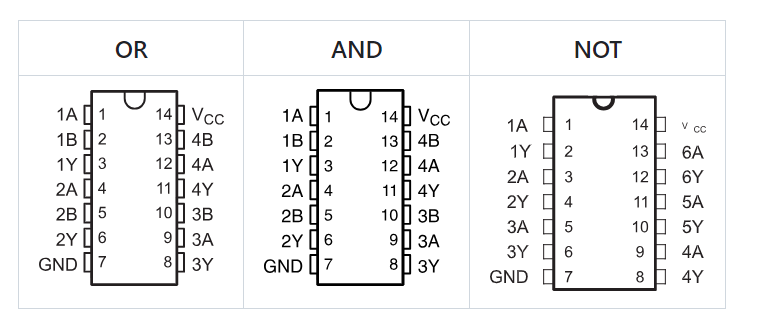 OR AND NOT
1A 1 14 VCC
1B 2 13 4B
1Y 3 12 4A
2A 4 11 4Y
2B 5 10 3B
2Y 6 9 3A
GND 7 8 3Y
1A 1 14 VCC
1B 2 13 4B
1Y 3 12 4A
2A 4 11 4Y
2B 5 10 3B
2Y 6 9 3A
GND 7 8 3Y
1A 1 14 V CC
1Y 2 13 6A
2A 3 12 6Y
2Y 4 11 5A
3A 5 10 5Y
3Y 6 9 4A
GND 7 8 4Y